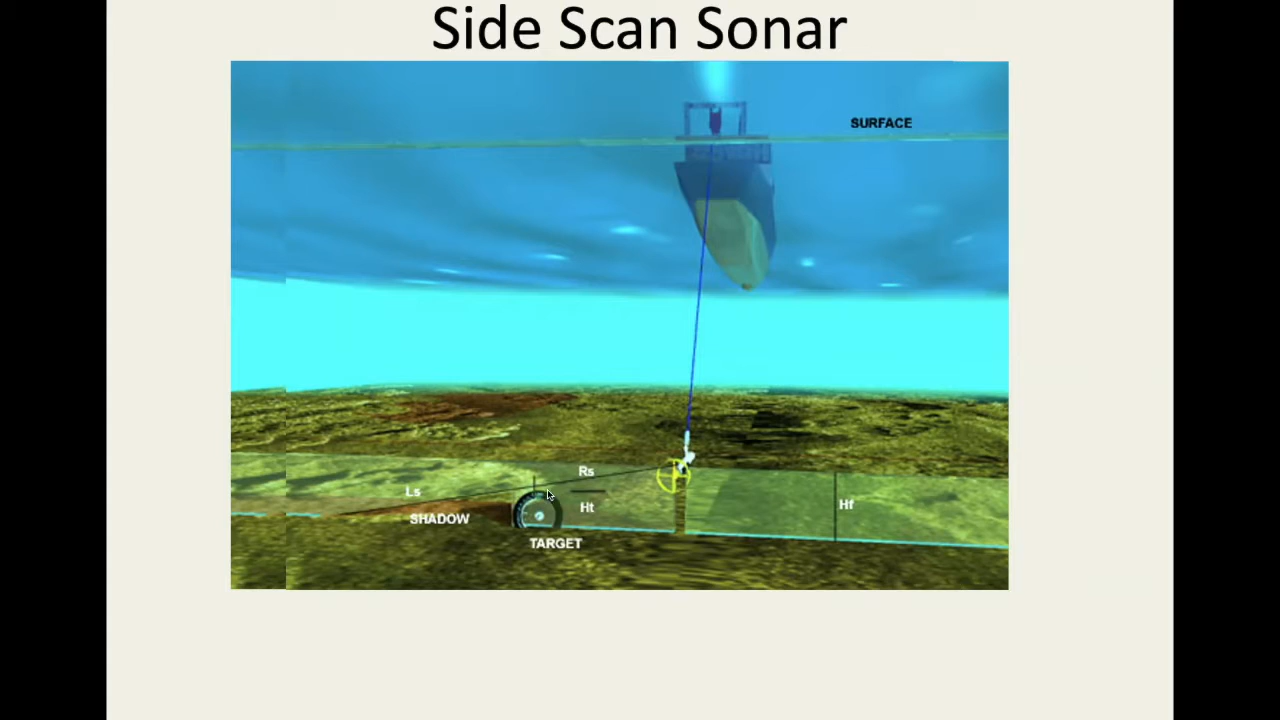 Side Scan Sonar
SURFACE
Rs
Ls
Hf
Ht
SHADOW
TARGET